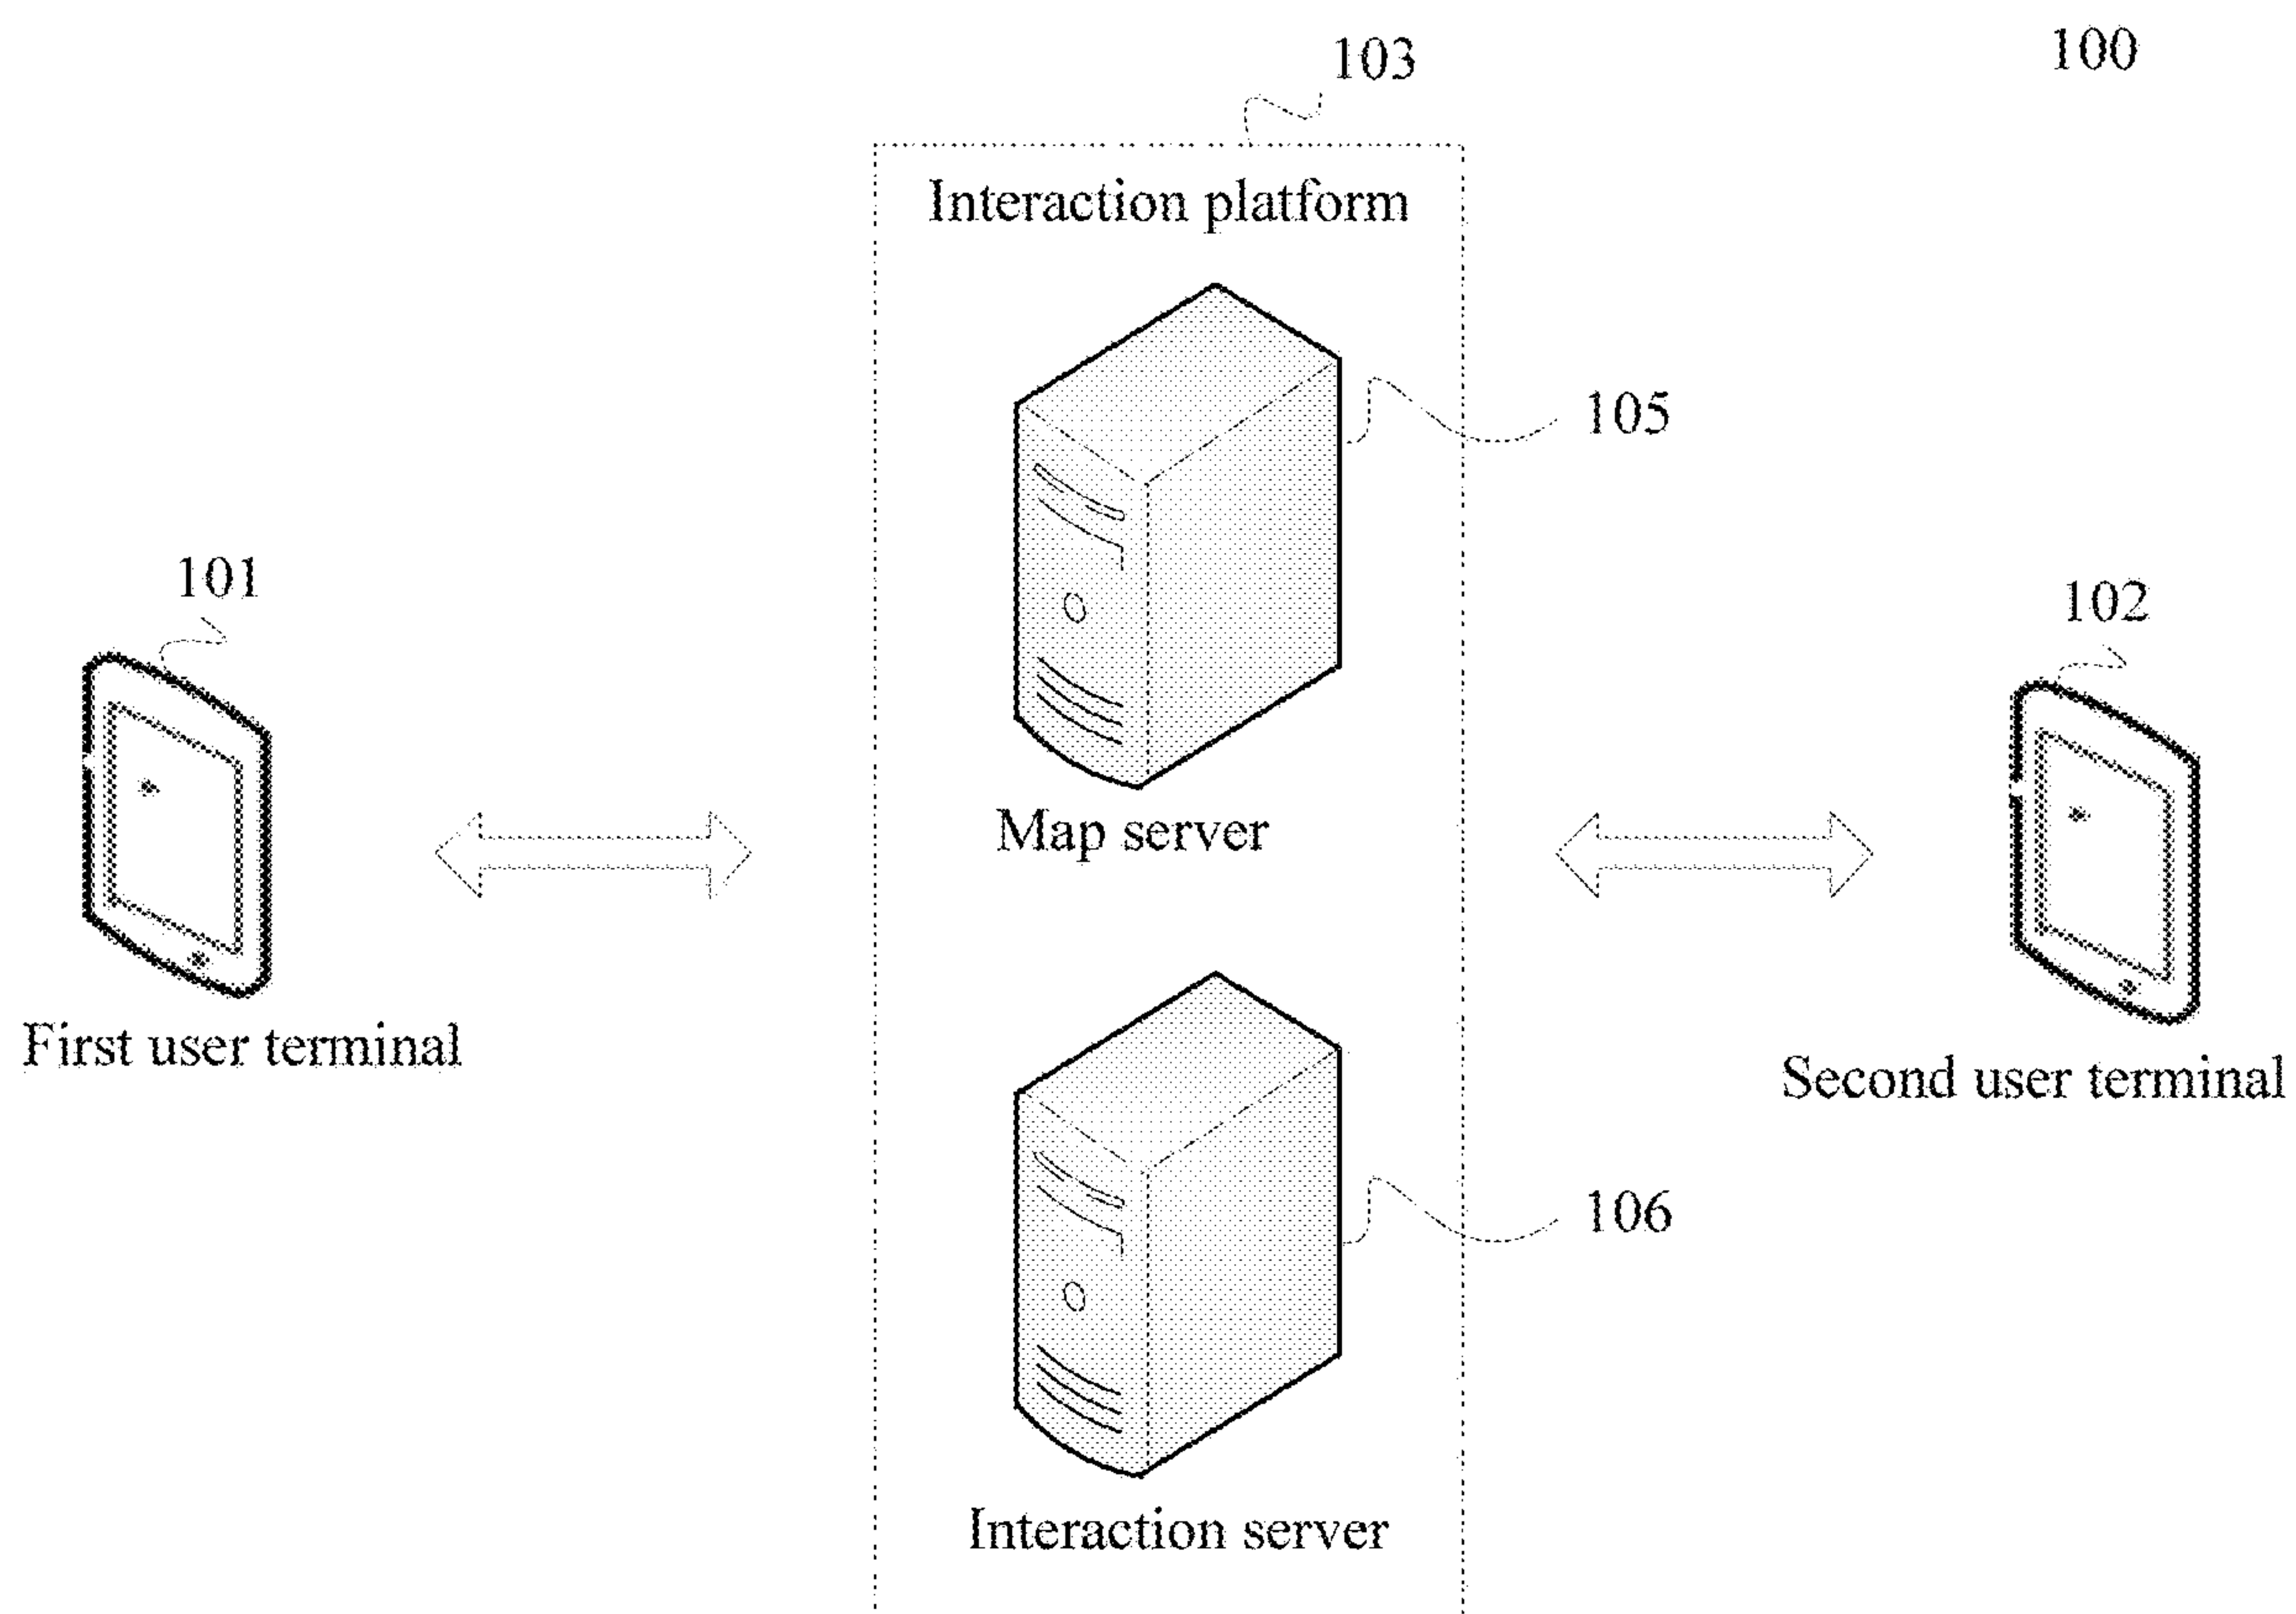 100
103
Interaction platform
105
101
102
Map server
First user terminal
Second user terminal
106
Interaction server